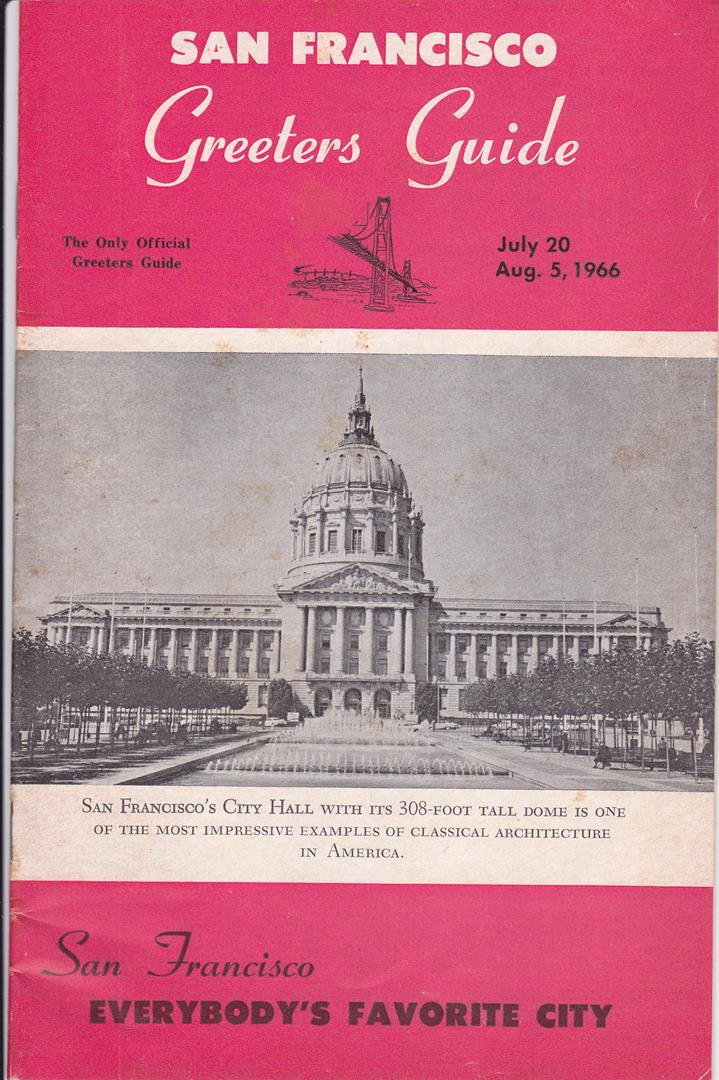 SAN FRANCISCO
Greeters Guide
The Only Official
Greeters Guide
July 20
Aug. 5, 1966
SAN FRANCISCO'S CITY HALL WITH ITS 308-FOOT TALL DOME IS ONE
OF THE MOST IMPRESSIVE EXAMPLES OF CLASSICAL ARCHITECTURE
IN AMERICA.
San Francisco
EVERYBODY'S FAVORITE CITY